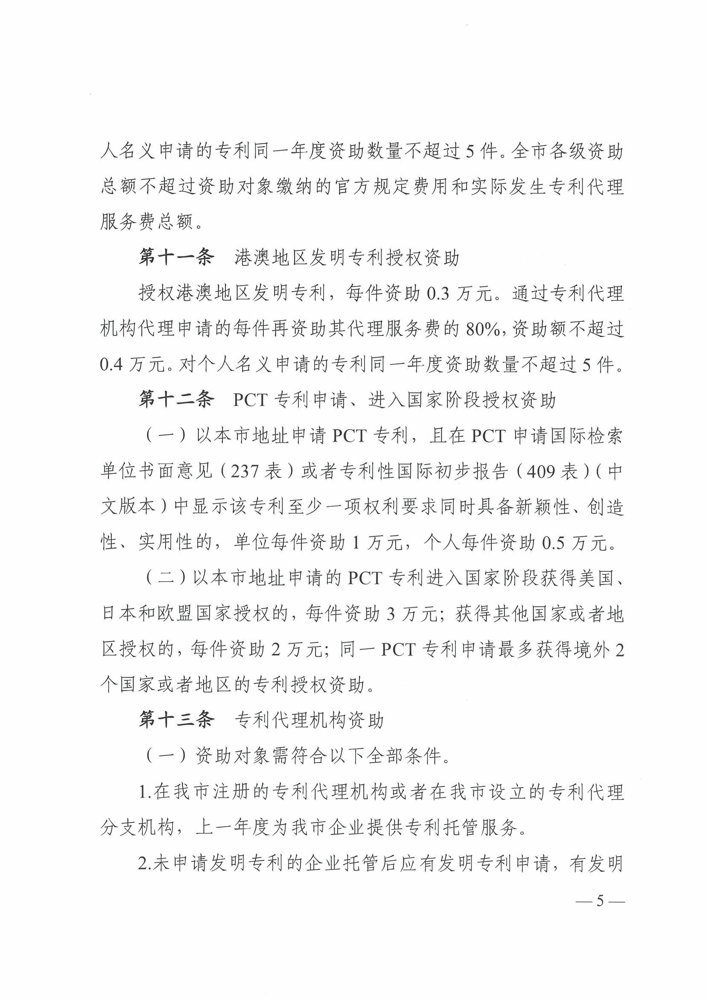 人名义申请的专利同一年度资助数量不超过 5 件。全市各级资助
总额不超过资助对象缴纳的官方规定费用和实际发生专利代理
服务费总额。
第十一条 港澳地区发明专利授权资助
授权港澳地区发明专利，每件资助 0.3 万元。通过专利代理
机构代理申请的每件再资助其代理服务费的 80%，资助额不超过
0.4 万元。对个人名义申请的专利同一年度资助数量不超过 5 件。
第十二条 PCT 专利申请、进入国家阶段授权资助
（一）以本市地址申请 PCT 专利，且在 PCT 申请国际检索
单位书面意见（237 表）或者专利性国际初步报告（409 表）（中
文版本）中显示该专利至少一项权利要求同时具备新颖性、创造
性、实用性的，单位每件资助 1 万元，个人每件资助 0.5 万元。
（二）以本市地址申请的 PCT 专利进入国家阶段获得美国、
日本和欧盟国家授权的，每件资助 3 万元；获得其他国家或者地
区授权的，每件资助 2 万元；同一 PCT 专利申请最多获得境外 2
个国家或者地区的专利授权资助。
第十三条 专利代理机构资助
（一）资助对象需符合以下全部条件。
1.在我市注册的专利代理机构或者在我市设立的专利代理
分支机构，上一年度为我市企业提供专利托管服务。
2.未申请发明专利的企业托管后应有发明专利申请，有发明
— 5 —